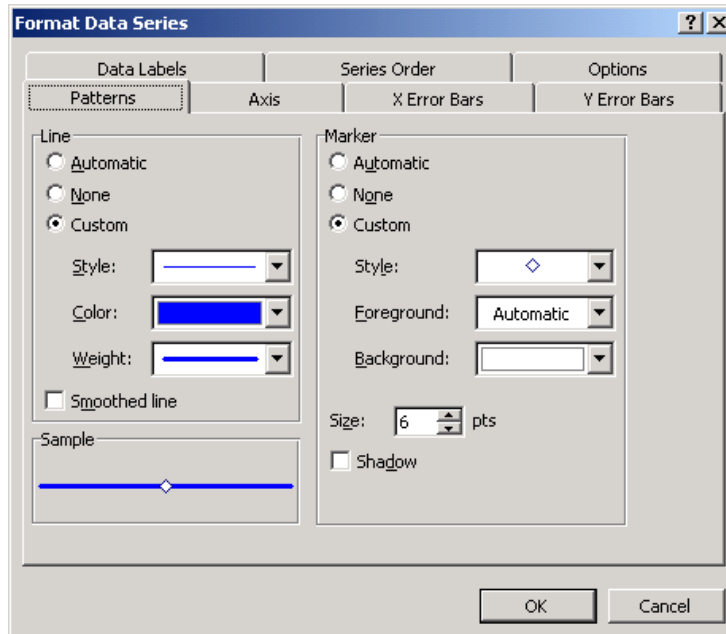 Format Data Series
Data Labels Series Order Options
Patterns Axis X Error Bars Y Error Bars
Line
Automatic
None
Custom
Style:
Color:
Weight:
Smoothed line
Sample
Marker
Automatic
None
Custom
Style:
Foreground: Automatic
Background:
Size: 6 pts
Shadow
OK Cancel